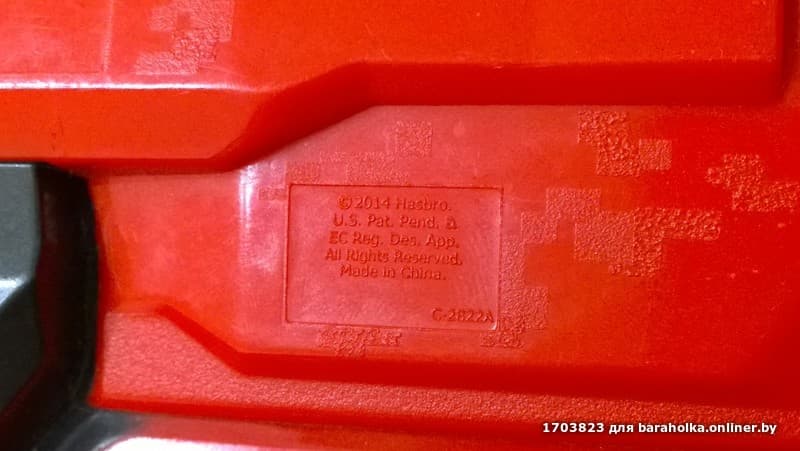 © 2014 Hasbro.
U.S. Pat. Pend. &
EC Reg. Des. App.
All Rights Reserved.
Made in China.
C-2822A
1703823 для baraholka.onliner.by